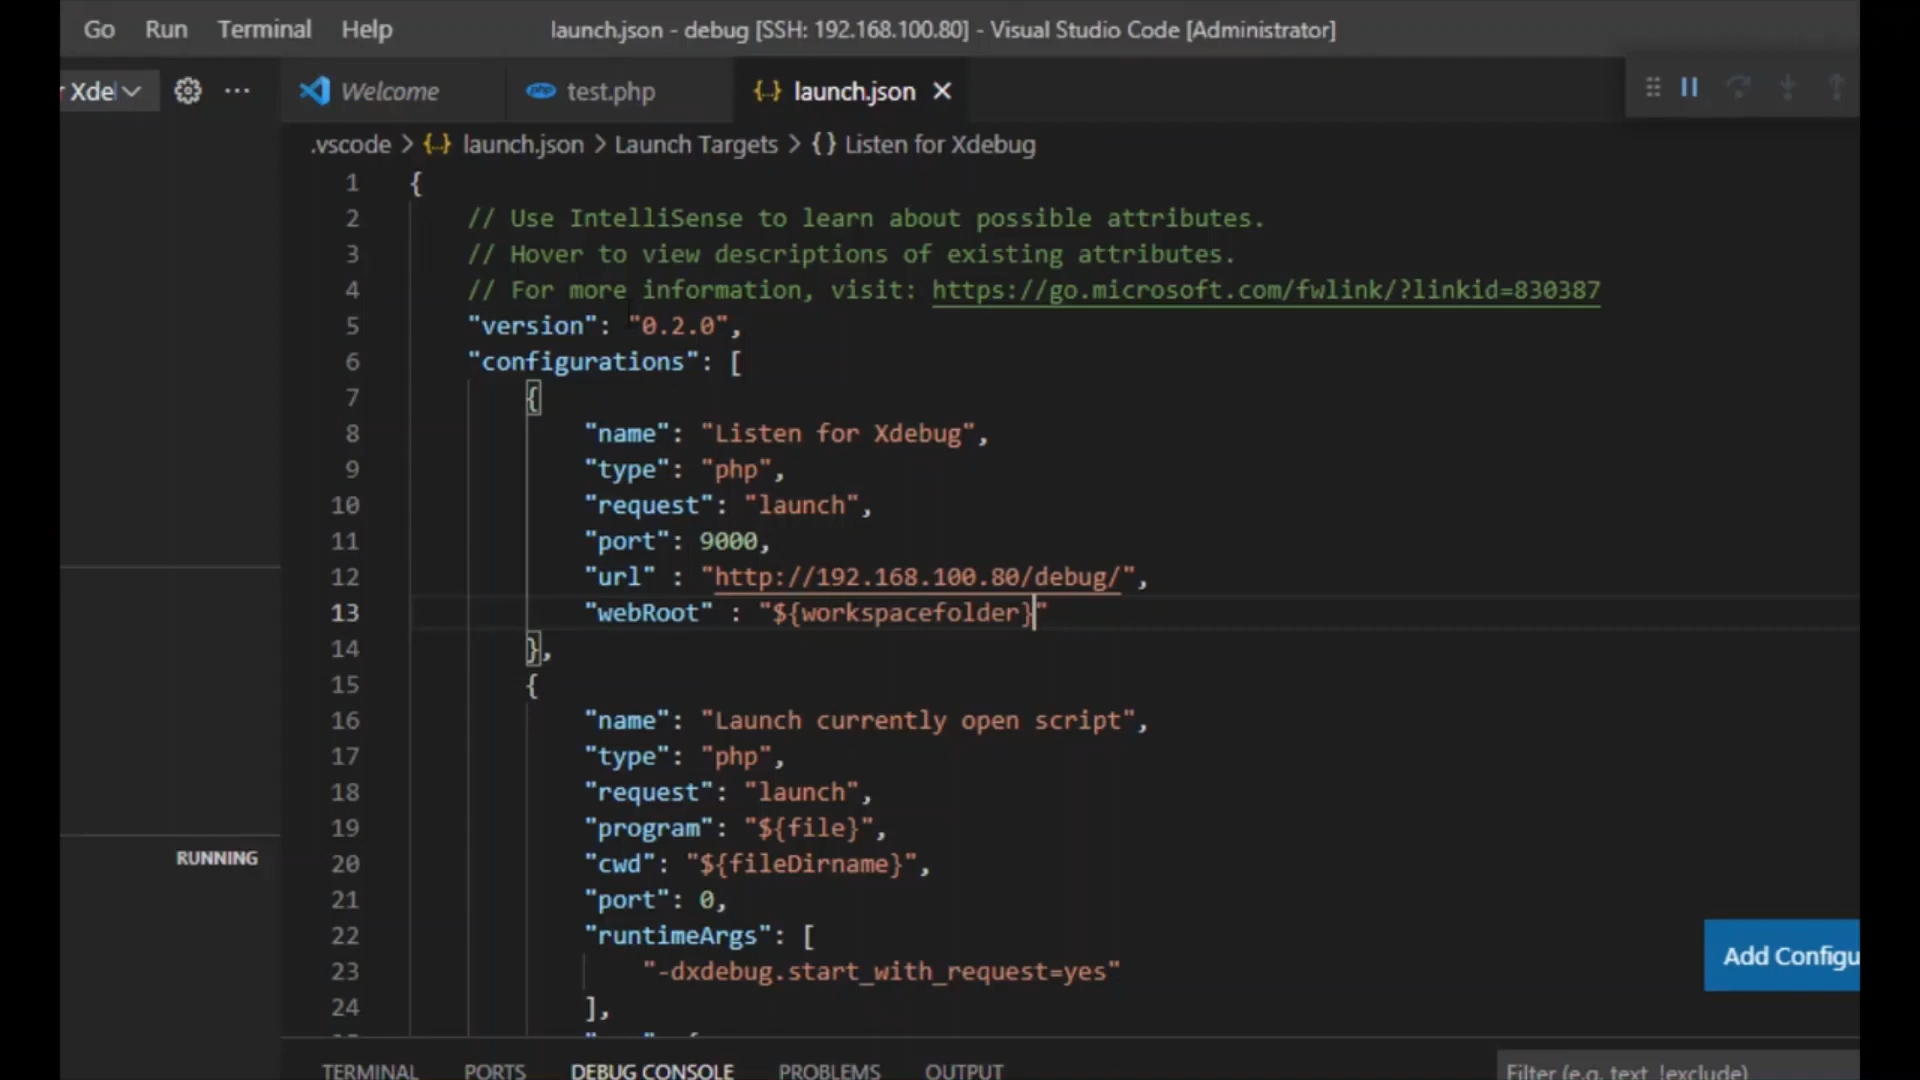 Go Run Terminal Help launch.json - debug [SSH: 192.168.100.80] - Visual Studio Code [Administrator]
Xde Welcome test.php launch.json
.vscode > {..} launch.json > Launch Targets > {} Listen for Xdebug
1 {
2 // Use IntelliSense to learn about possible attributes.
3 // Hover to view descriptions of existing attributes.
4 // For more information, visit: https://go.microsoft.com/fwlink/?linkid=830387
5 "version": "0.2.0",
6 "configurations": [
7 {
8 "name": "Listen for Xdebug",
9 "type": "php",
10 "request": "launch",
11 "port": 9000,
12 "url" : "http://192.168.100.80/debug/",
13 "webRoot" : "${workspacefolder}"
14 },
15 {
16 "name": "Launch currently open script",
17 "type": "php",
18 "request": "launch",
19 "program": "${file}",
RUNNING
20 "cwd": "${fileDirname}",
21 "port": 0,
22 "runtimeArgs": [
23 "-dxdebug.start_with_request=yes"
24 ],
Add Configu
TERMINAL PORTS DEBUG CONSOLE PROBLEMS OUTPUT Filter (e.g. text, !exclude)